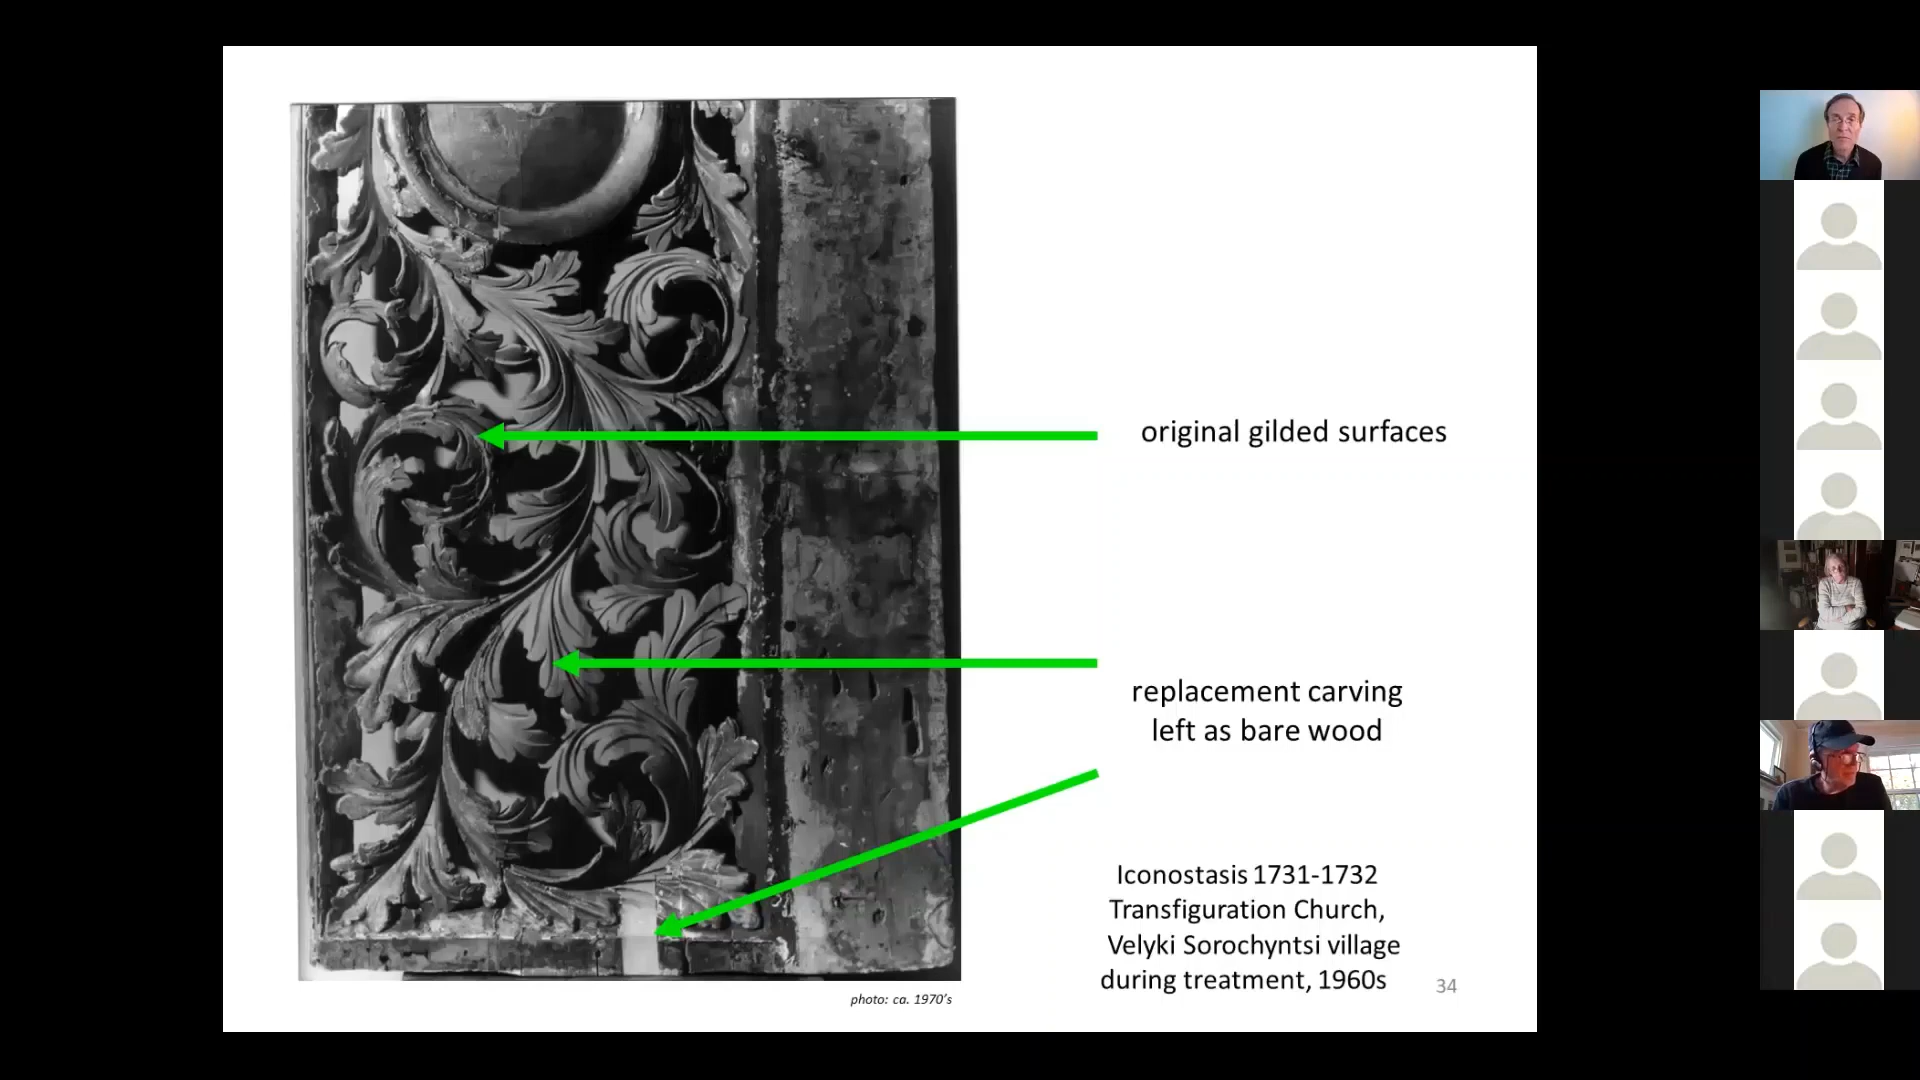 original gilded surfaces
replacement carving
left as bare wood
Iconostasis 1731-1732
Transfiguration Church,
Velyki Sorochyntsi village
during treatment, 1960s
34
photo: ca. 1970's